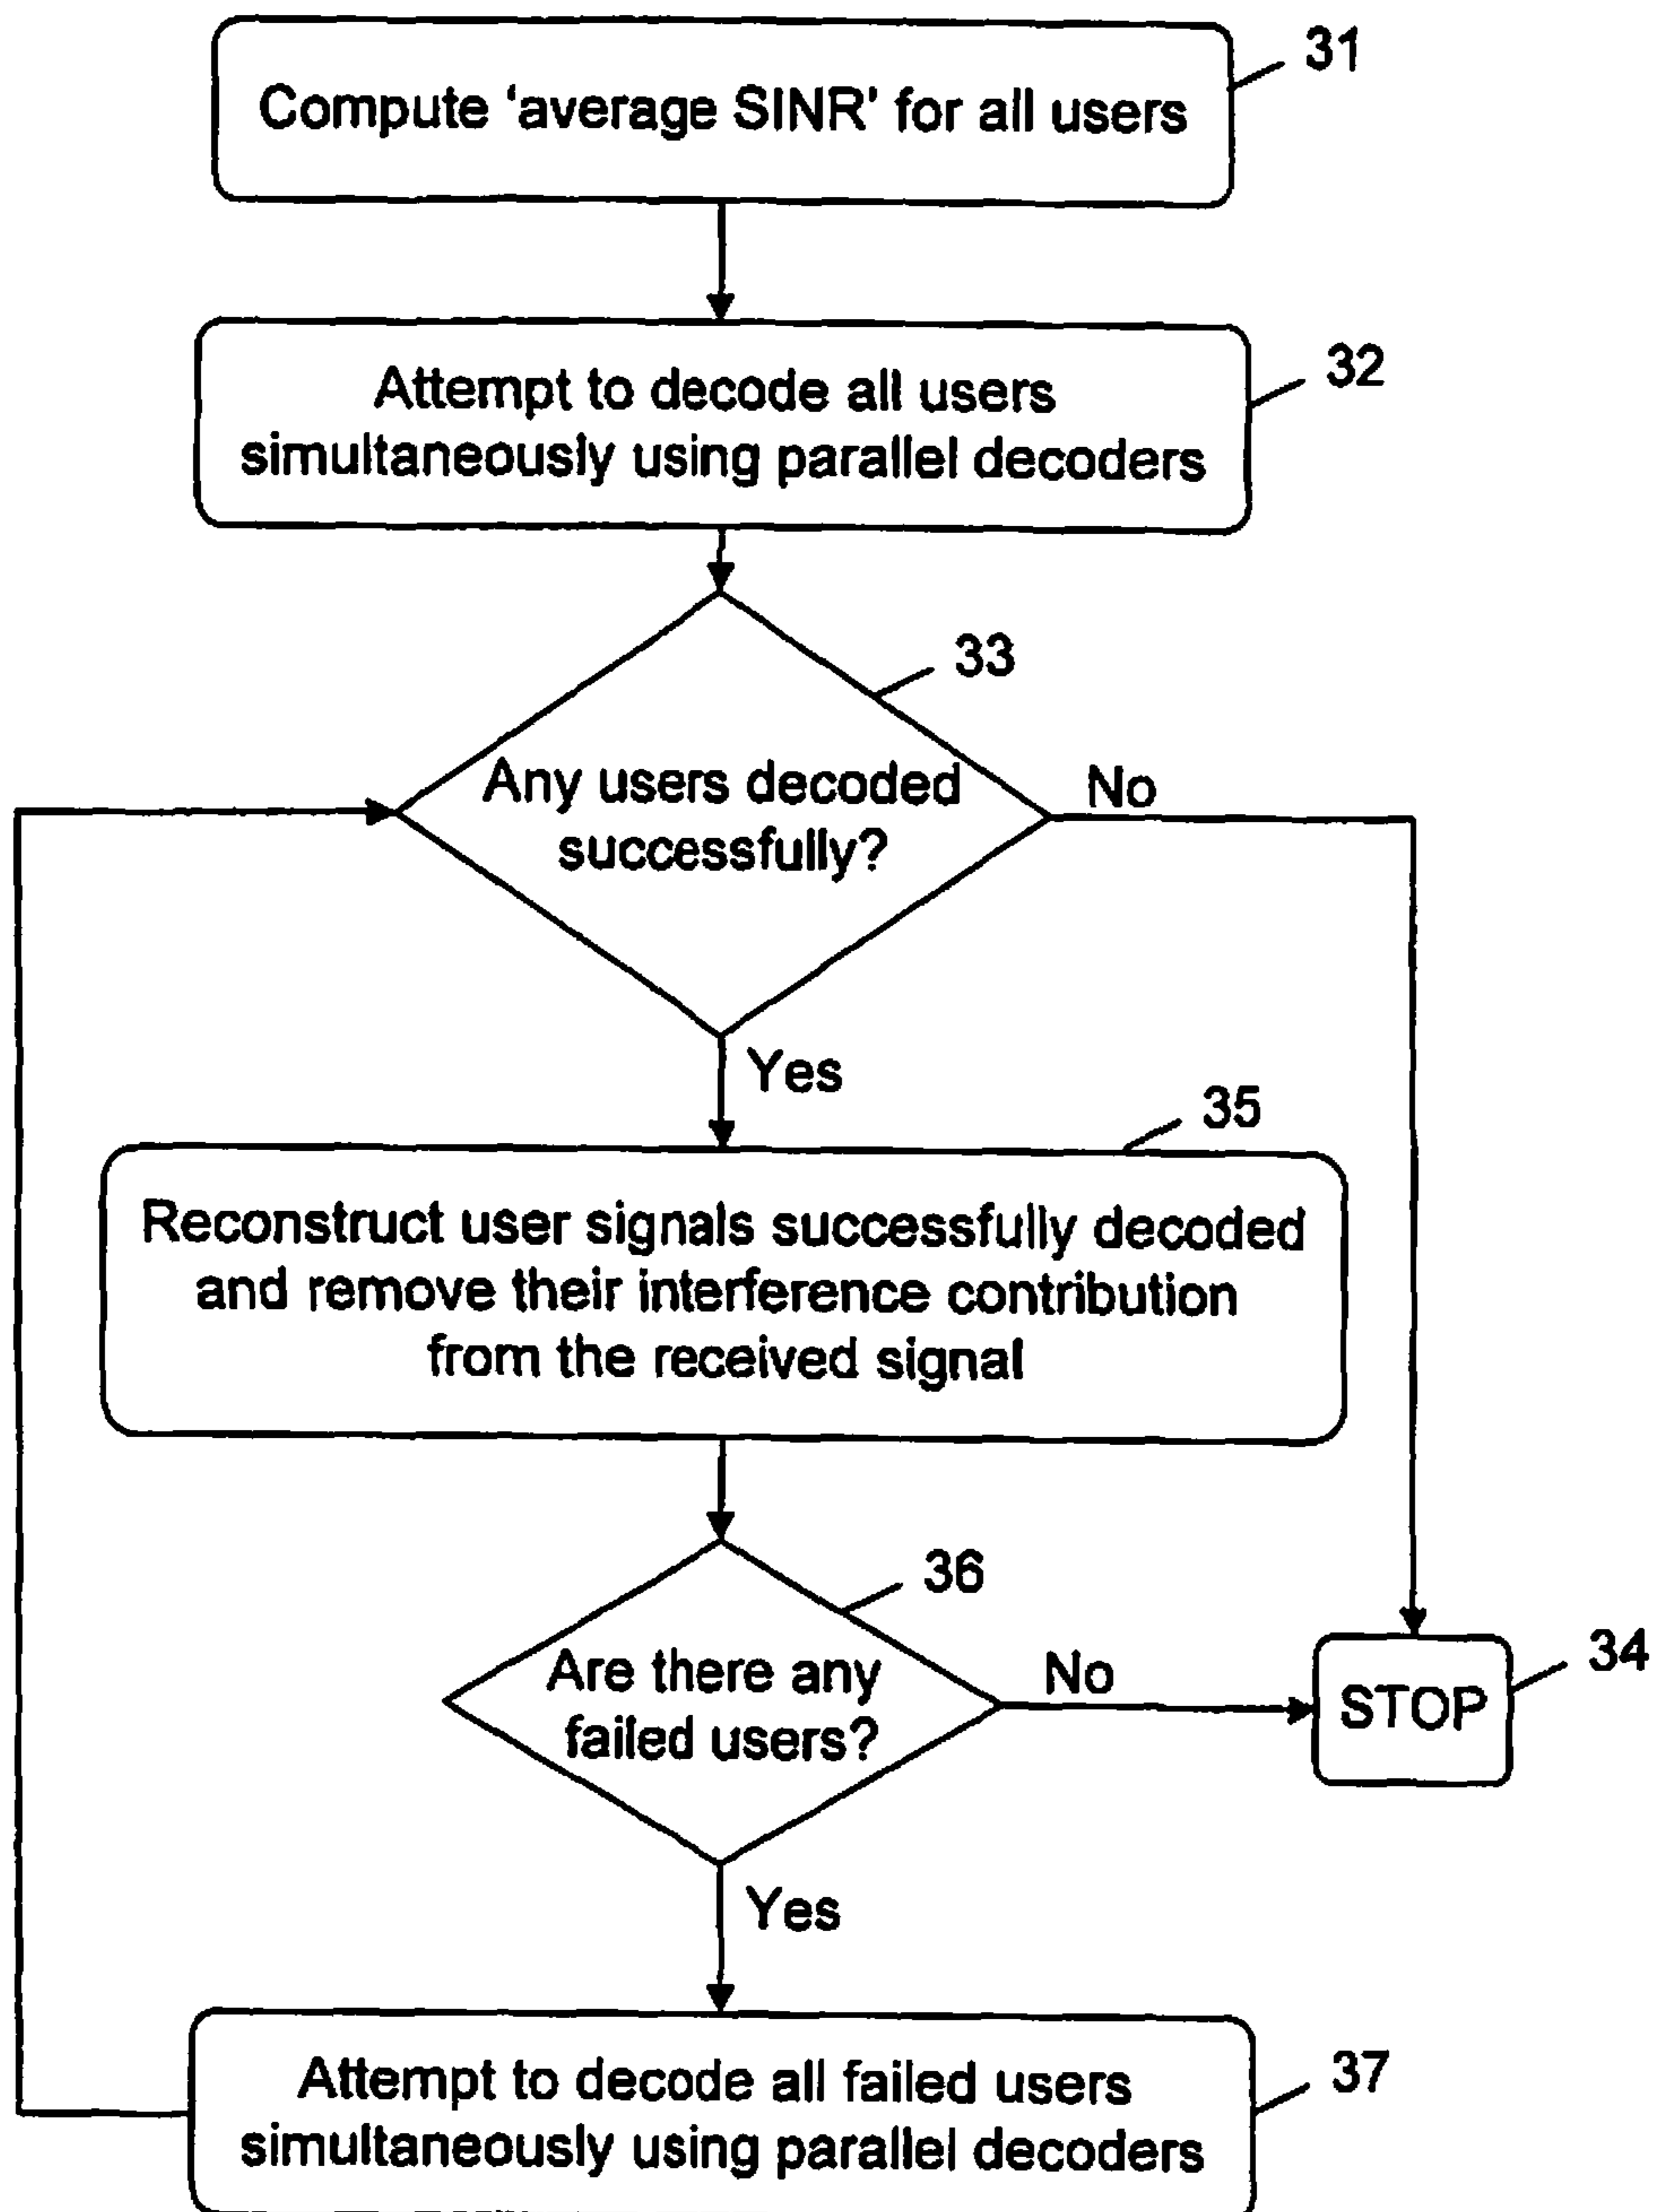 31
Compute ‘average SINR’ for all users
32
Attempt to decode all users
simultaneously using parallel decoders
33
Any users decoded
successfully?
No
Yes
35
Reconstruct user signals successfully decoded
and remove their interference contribution
from the received signal
36
Are there any
failed users?
No
34
STOP
Yes
37
Attempt to decode all failed users
simultaneously using parallel decoders